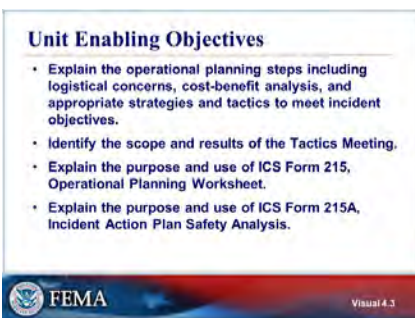 Unit Enabling Objectives
• Explain the operational planning steps including
logistical concerns, cost-benefit analysis, and
appropriate strategies and tactics to meet incident
objectives.
• Identify the scope and results of the Tactics Meeting.
• Explain the purpose and use of ICS Form 215,
Operational Planning Worksheet.
• Explain the purpose and use of ICS Form 215A,
Incident Action Plan Safety Analysis.
FEMA
Visual 4.3